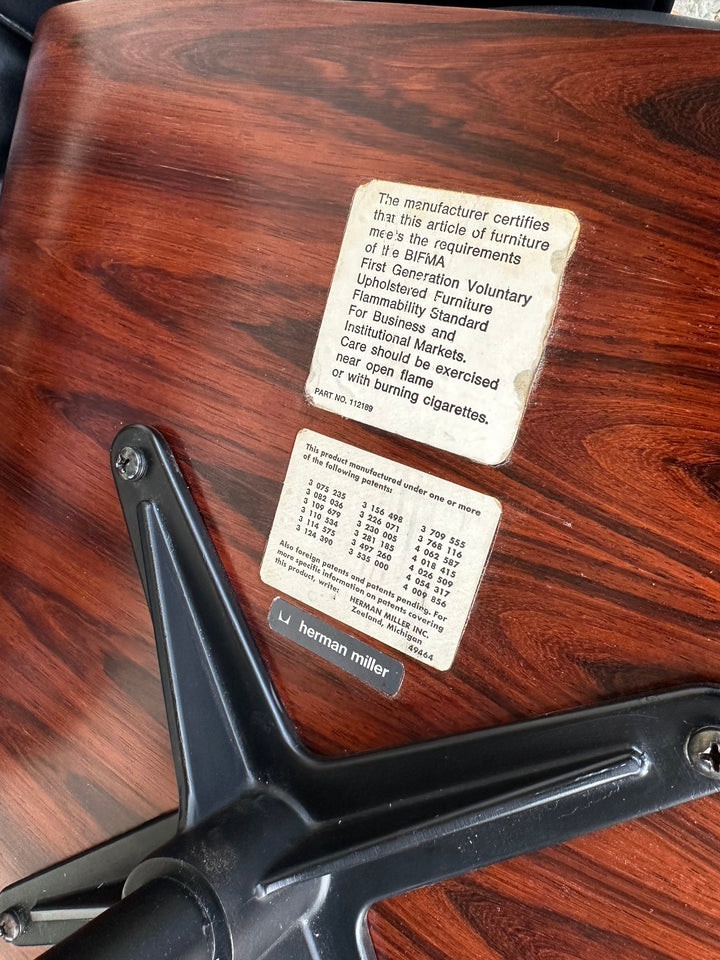 The manufacturer certifies
that this article of furniture
meets the requirements
of the BIFMA
First Generation Voluntary
Upholstered Furniture
Flammability Standard
For Business and
Institutional Markets.
Care should be exercised
near open flame
or with burning cigarettes.
PART NO. 112189
This product manufactured under one or more
of the following patents:
3 075 235 3 156 498 3 709 555
3 082 036 3 226 071 3 768 116
3 109 679 3 230 005 4 062 587
3 110 534 3 281 185 4 018 415
3 114 575 3 497 260 4 026 509
3 124 390 3 535 000 4 054 317
4 009 856
Also foreign patents and patents pending. For
more specific information on patents covering
this product, write: HERMAN MILLER INC.
Zeeland, Michigan
49464
herman miller